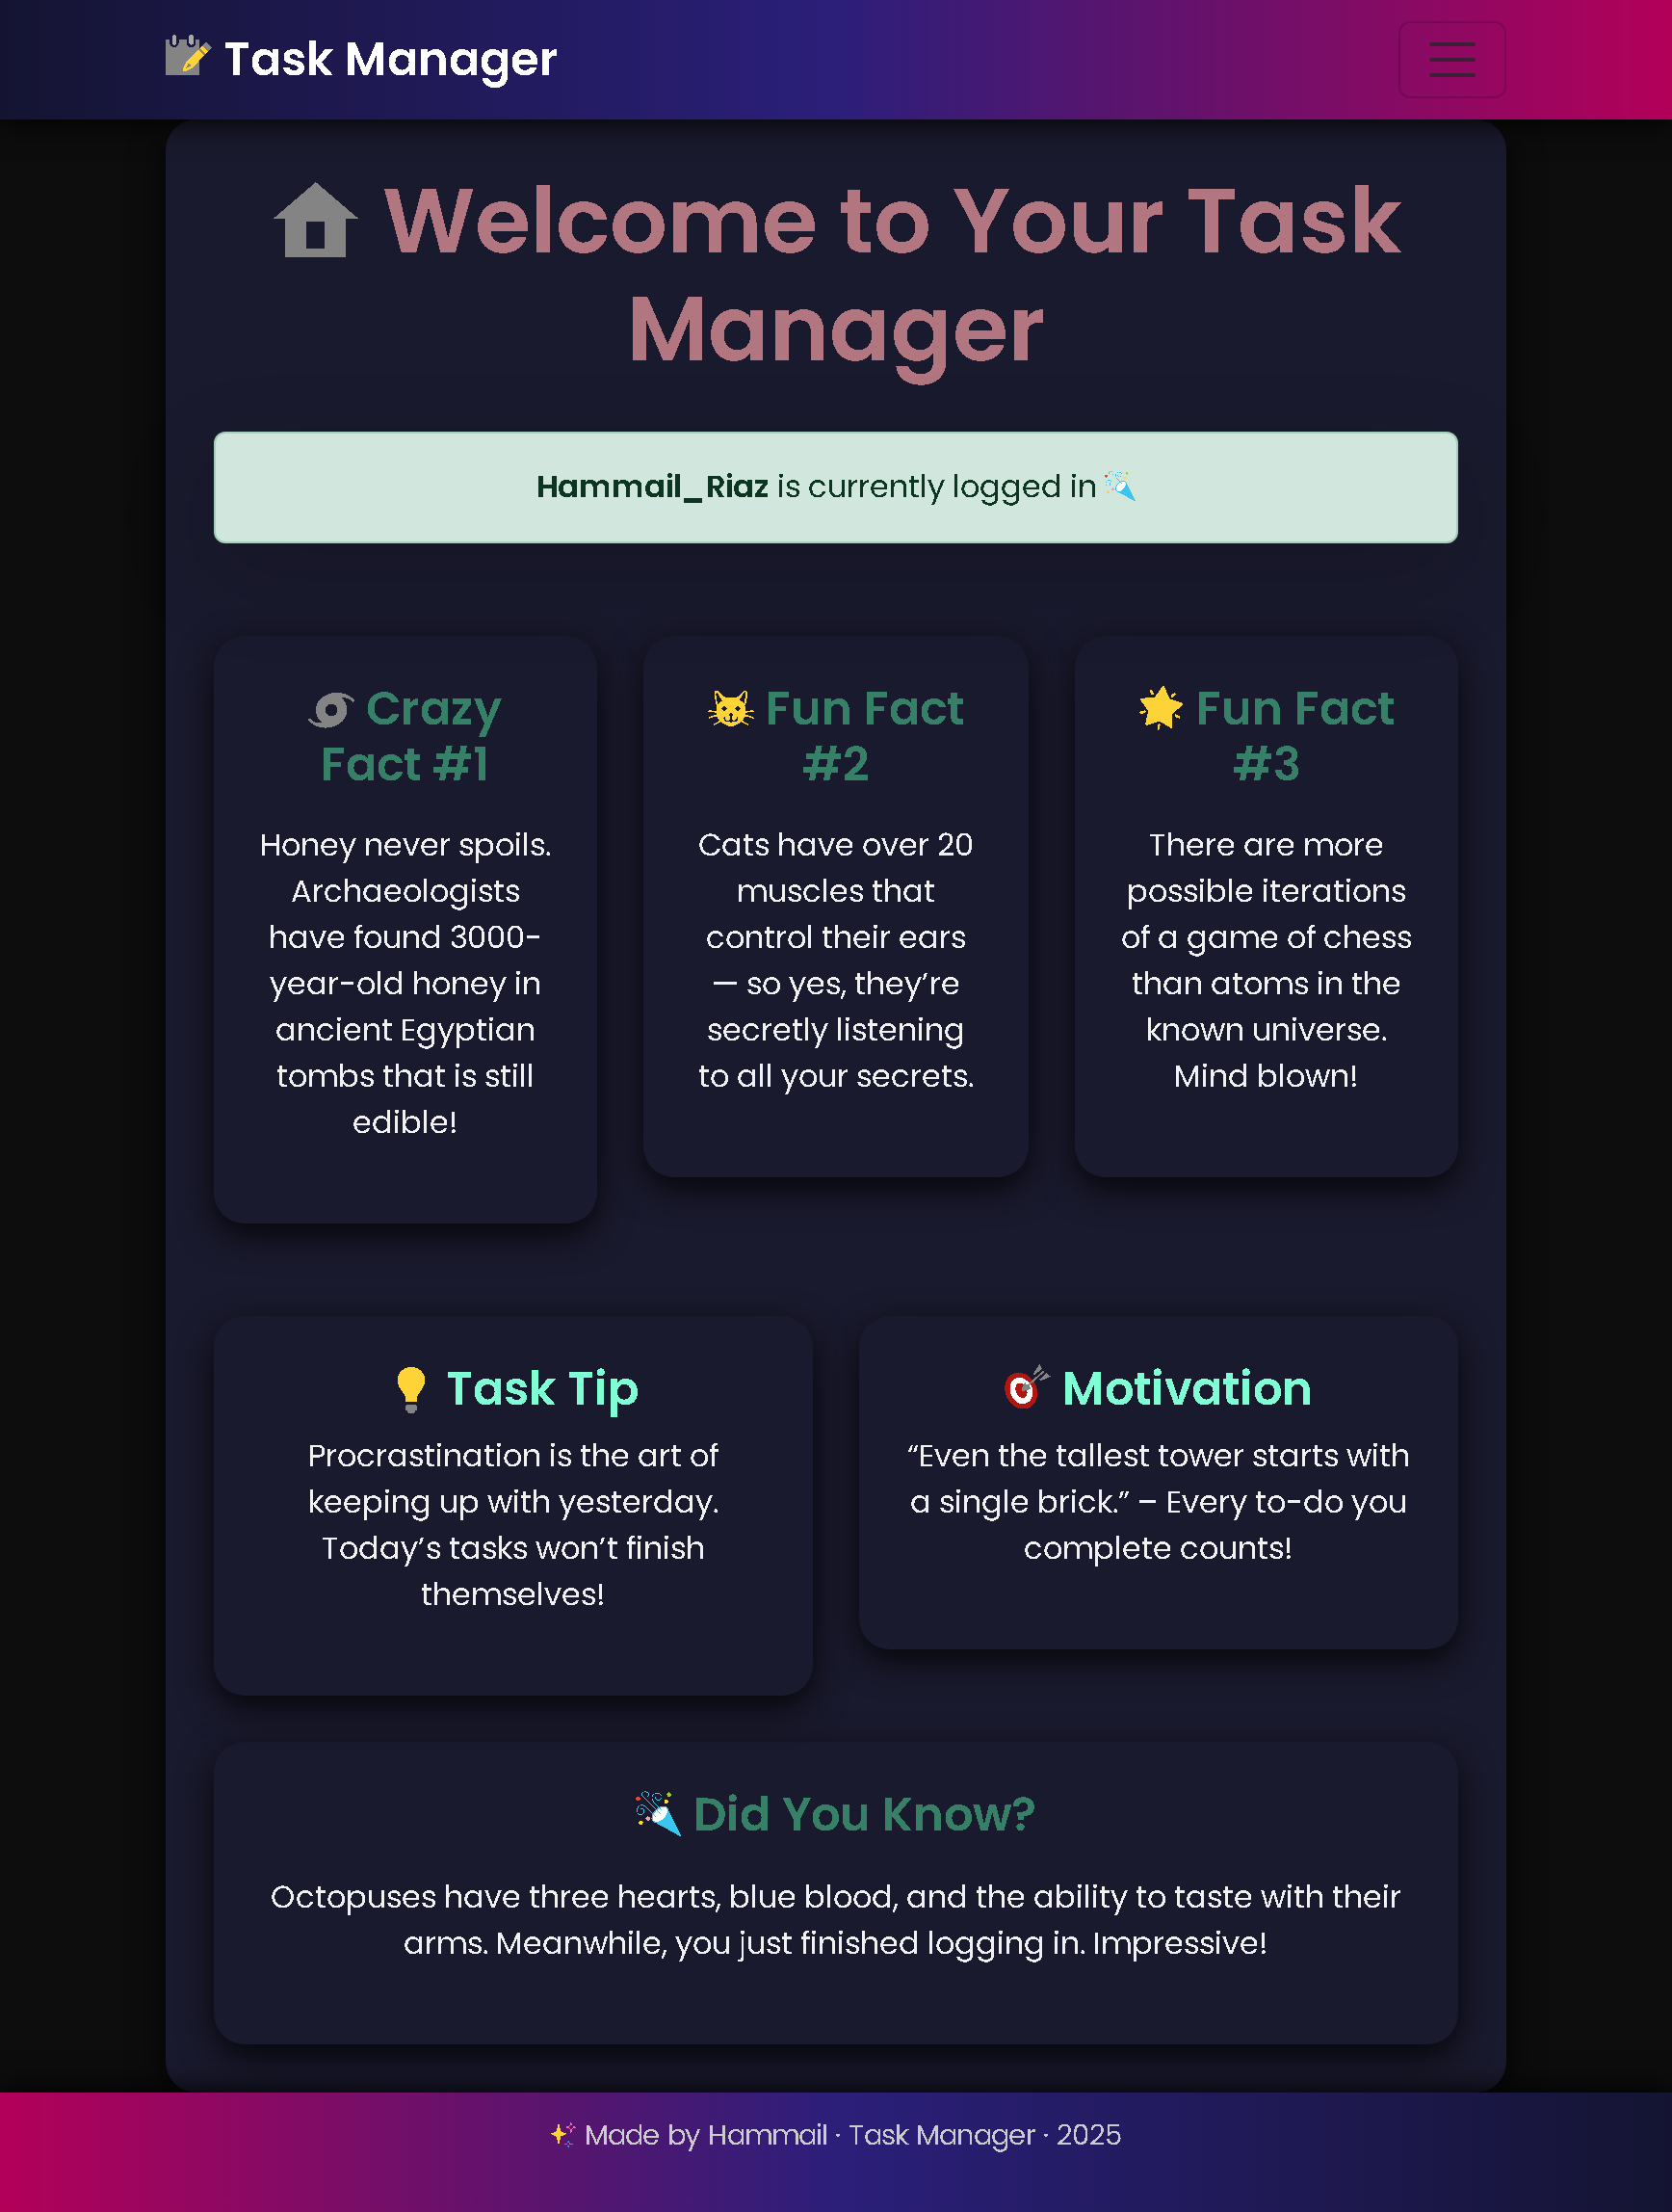 Task Manager
Welcome to Your Task
Manager
Hammail_Riaz is currently logged in
Crazy
Fact #1
Honey never spoils.
Archaeologists
have found 3000-
year-old honey in
ancient Egyptian
tombs that is still
edible!
Fun Fact
#2
Cats have over 20
muscles that
control their ears
— so yes, they’re
secretly listening
to all your secrets.
Fun Fact
#3
There are more
possible iterations
of a game of chess
than atoms in the
known universe.
Mind blown!
Task Tip
Procrastination is the art of
keeping up with yesterday.
Today’s tasks won’t finish
themselves!
Motivation
“Even the tallest tower starts with
a single brick.” – Every to-do you
complete counts!
Did You Know?
Octopuses have three hearts, blue blood, and the ability to taste with their
arms. Meanwhile, you just finished logging in. Impressive!
Made by Hammail · Task Manager · 2025